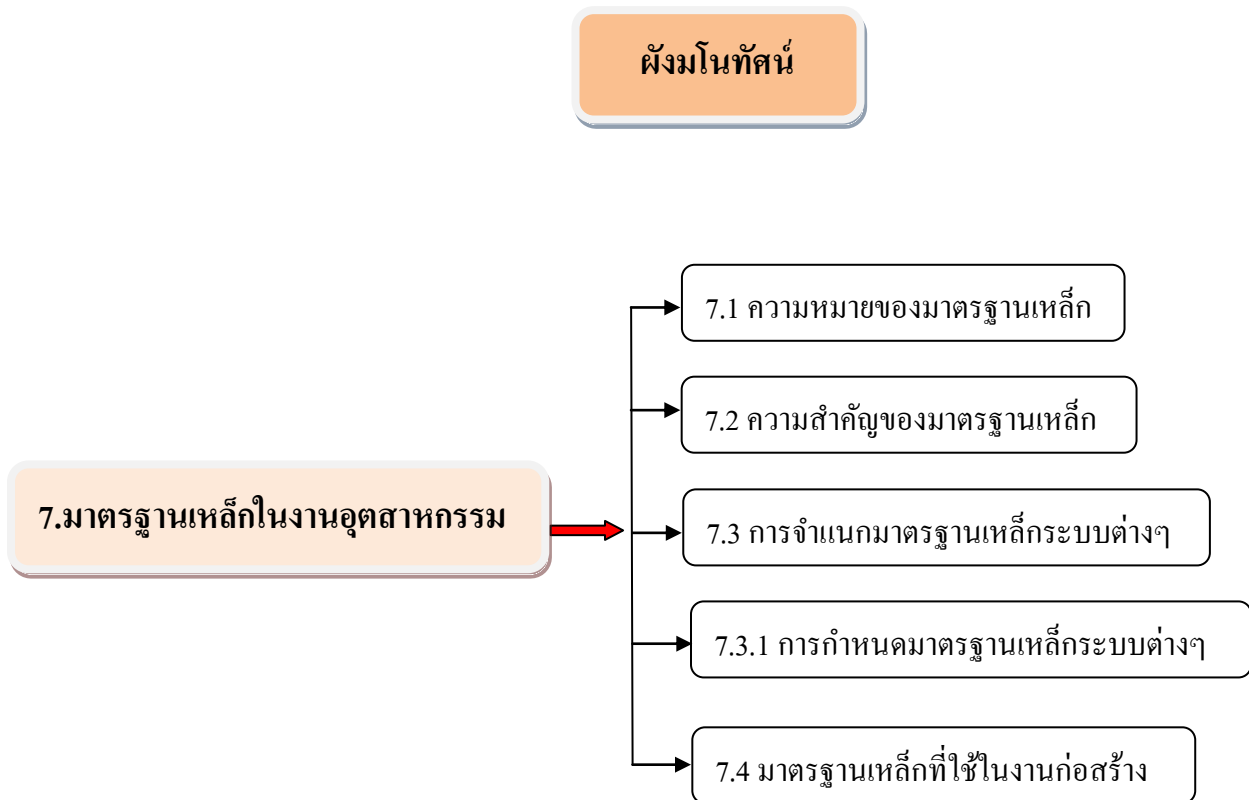 ผังมโนทัศน์
7.1 ความหมายของมาตรฐานเหล็ก
7.2 ความสำคัญของมาตรฐานเหล็ก
7.มาตรฐานเหล็กในงานอุตสาหกรรม
7.3 การจำแนกมาตรฐานเหล็กระบบต่างๆ
7.3.1 การกำหนดมาตรฐานเหล็กระบบต่างๆ
7.4 มาตรฐานเหล็กที่ใช้ในงานก่อสร้าง